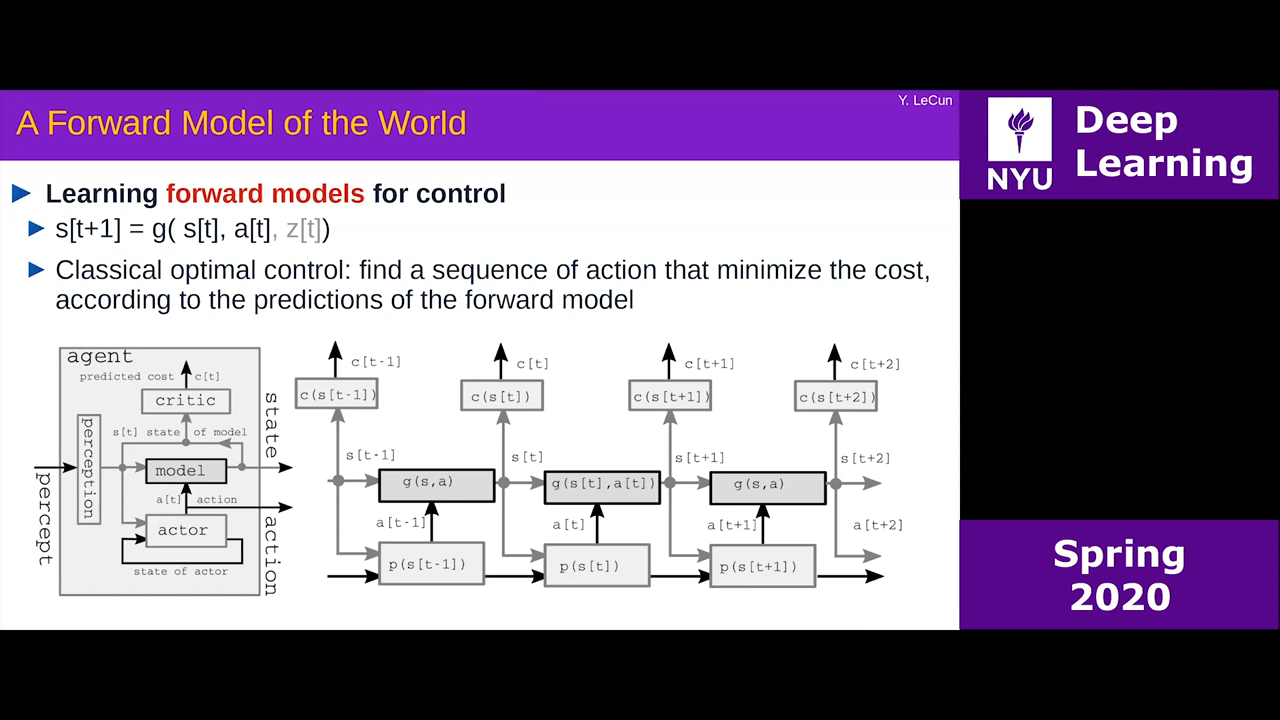 Y. LeCun
A Forward Model of the World
Learning forward models for control
s[t+1] = g( s[t], a[t], z[t])
Classical optimal control: find a sequence of action that minimize the cost,
according to the predictions of the forward model
agent
predicted cost
c[t]
critic
s[t] state of model
perception
model
a[t] action
actor
state of actor
percept
state
action
c[t-1]
c[t]
c[t+1]
c[t+2]
c(s[t-1])
c(s[t])
c(s[t+1])
c(s[t+2])
s[t-1]
s[t]
s[t+1]
s[t+2]
g(s,a)
g(s[t],a[t])
g(s,a)
a[t-1]
a[t]
a[t+1]
a[t+2]
p(s[t-1])
p(s[t])
p(s[t+1])
NYU
Deep
Learning
Spring
2020